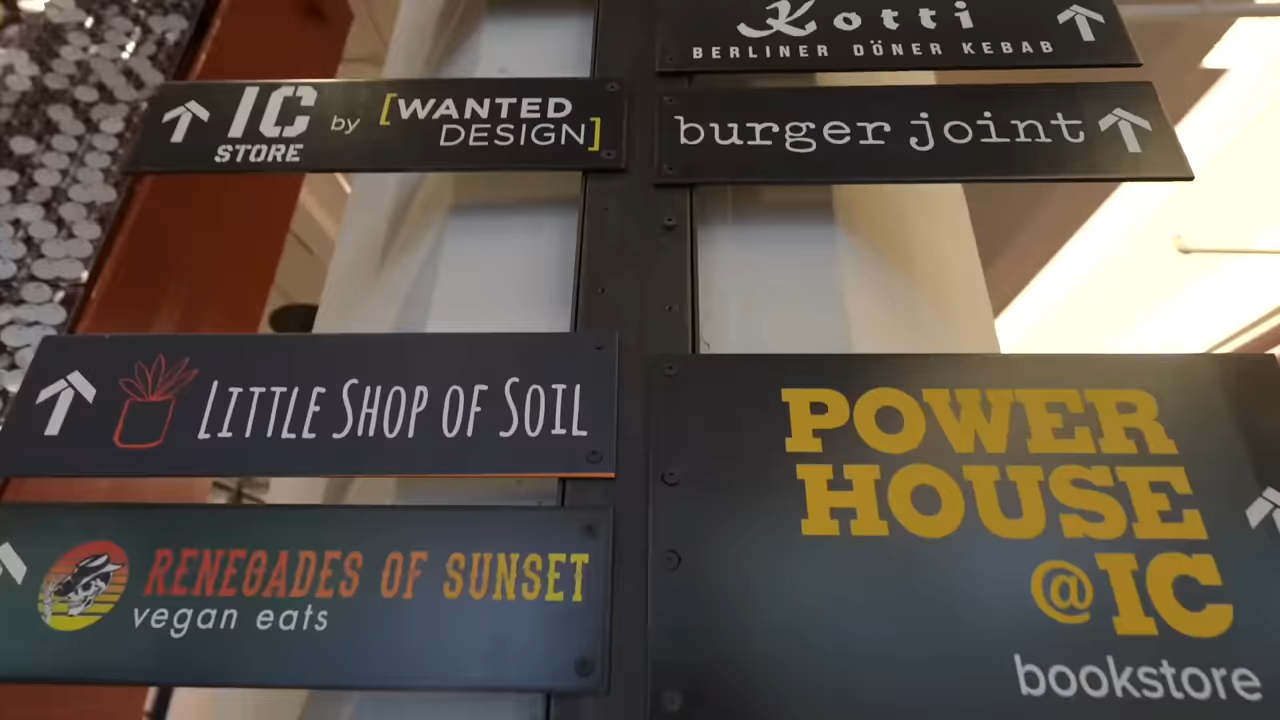 IC
STORE
by
[WANTED
DESIGN]
LITTLE SHOP OF SOIL
RENEGADES OF SUNSET
vegan eats
Kotti
BERLINER DÖNER KEBAB
burger joint
POWER
HOUSE
@IC
bookstore